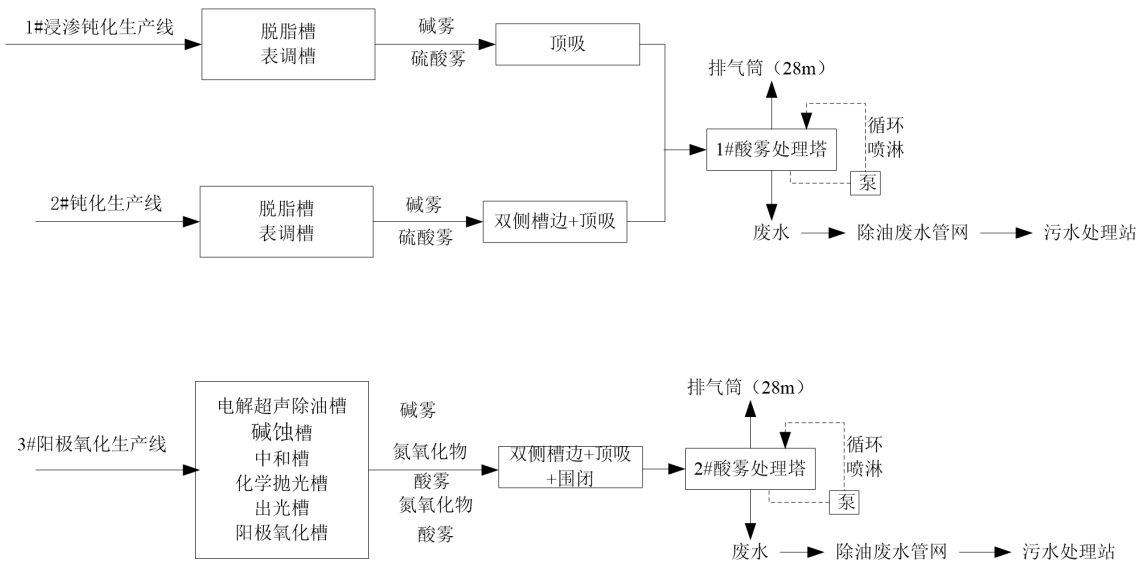 1#浸渗钝化生产线
脱脂槽
表调槽
碱雾
硫酸雾
顶吸
排气筒（28m）
循环
喷淋
1#酸雾处理塔
泵
2#钝化生产线
脱脂槽
表调槽
碱雾
硫酸雾
双侧槽边+顶吸
废水
除油废水管网
污水处理站
3#阳极氧化生产线
电解超声除油槽
碱蚀槽
中和槽
化学抛光槽
出光槽
阳极氧化槽
碱雾
氮氧化物
酸雾
氮氧化物
酸雾
双侧槽边+顶吸
+围闭
排气筒（28m）
循环
喷淋
2#酸雾处理塔
泵
废水
除油废水管网
污水处理站